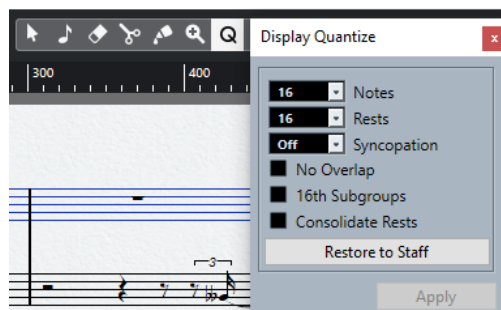 Q
Display Quantize
x
300
400
16 Notes
16 Rests
Off Syncopation
No Overlap
16th Subgroups
Consolidate Rests
Restore to Staff
3
Apply